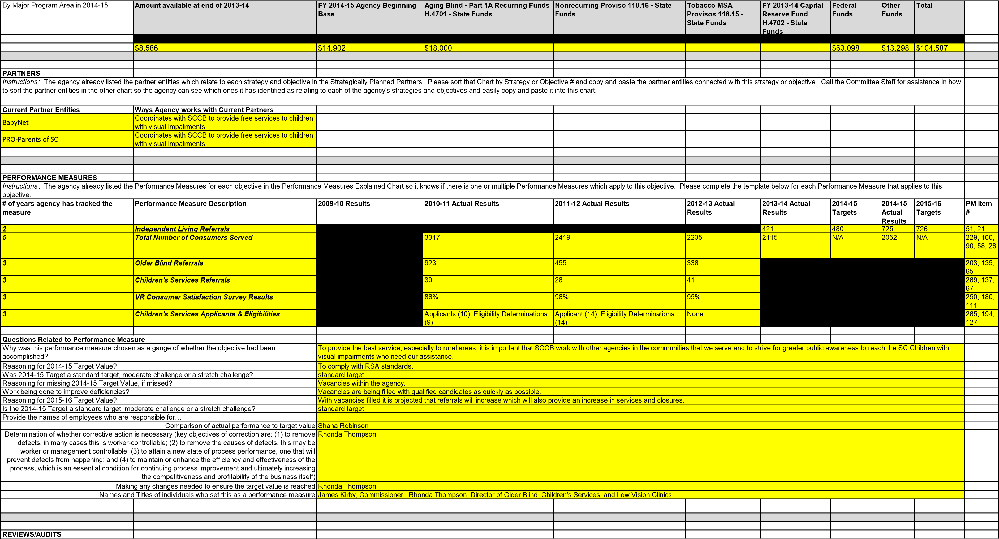 By Major Program Area in 2014-15
Amount available at end of 2013-14
FY 2014-15 Agency Beginning
Base
Aging Blind - Part 1A Recurring Funds
H.4701 - State Funds
Nonrecurring Proviso 118.16 - State
Funds
Tobacco MSA
Provisos 118.15 -
State Funds
FY 2013-14 Capital
Reserve Fund
H.4702 - State
Funds
Federal
Funds
Other
Funds
Total
$8,586
$14,902
$18,000
$63,098
$13,298
$104,587
PARTNERS
Instructions: The agency already listed the partner entities which relate to each strategy and objective in the Strategically Planned Partners. Please sort that Chart by Strategy or Objective # and copy and paste the partner entities connected with this strategy or objective. Call the Committee Staff for assistance in how
to sort the partner entities in the other chart so the agency can see which ones it has identified as relating to each of the agency's strategies and objectives and easily copy and paste it into this chart.
Current Partner Entities
Ways Agency works with Current Partners
BabyNet
Coordinates with SCCB to provide free services to children
with visual impairments.
PRO-Parents of SC
Coordinates with SCCB to provide free services to children
with visual impairments.
PERFORMANCE MEASURES
Instructions: The agency already listed the Performance Measures for each objective in the Performance Measures Explained Chart so it knows if there is one or multiple Performance Measures which apply to this objective. Please complete the template below for each Performance Measure that applies to this
objective.
# of years agency has tracked the
measure
Performance Measure Description
2009-10 Results
2010-11 Actual Results
2011-12 Actual Results
2012-13 Actual
Results
2013-14 Actual
Results
2014-15
Targets
2014-15
Actual
Results
2015-16
Targets
PM Item
#
2
Independent Living Referrals
421
480
725
726
51, 21
5
Total Number of Consumers Served
3317
2419
2235
2115
N/A
2052
N/A
229, 160,
90, 58, 28
3
Older Blind Referrals
923
455
336
203, 135,
65
3
Children's Services Referrals
39
28
41
269, 137,
67
3
VR Consumer Satisfaction Survey Results
86%
96%
95%
250, 180,
111
3
Children's Services Applicants & Eligibilities
Applicants (10), Eligibility Determinations
(9)
Applicant (14), Eligibility Determinations
(14)
None
265, 194,
127
Questions Related to Performance Measure
Why was this performance measure chosen as a gauge of whether the objective had been
accomplished?
To provide the best service, especially to rural areas, it is important that SCCB work with other agencies in the communities that we serve and to strive for greater public awareness to reach the SC Children with
visual impairments who need our assistance.
Reasoning for 2014-15 Target Value?
To comply with RSA standards.
Was 2014-15 Target a standard target, moderate challenge or a stretch challenge?
standard target
Reasoning for missing 2014-15 Target Value, if missed?
Vacancies within the agency.
Work being done to improve deficiencies?
Vacancies are being filled with qualified candidates as quickly as possible.
Reasoning for 2015-16 Target Value?
With vacancies filled it is projected that referrals will increase which will also provide an increase in services and closures.
Is the 2014-15 Target a standard target, moderate challenge or a stretch challenge?
standard target
Provide the names of employees who are responsible for…
Comparison of actual performance to target value
Shana Robinson
Determination of whether corrective action is necessary (key objectives of correction are: (1) to remove
defects, in many cases this is worker-controllable; (2) to remove the causes of defects, this may be
worker or management controllable; (3) to attain a new state of process performance, one that will
prevent defects from happening; and (4) to maintain or enhance the efficiency and effectiveness of the
process, which is an essential condition for continuing process improvement and ultimately increasing
the competitiveness and profitability of the business itself)
Rhonda Thompson
Making any changes needed to ensure the target value is reached
Rhonda Thompson
Names and Titles of individuals who set this as a performance measure
James Kirby, Commissioner; Rhonda Thompson, Director of Older Blind, Children's Services, and Low Vision Clinics.
REVIEWS/AUDITS